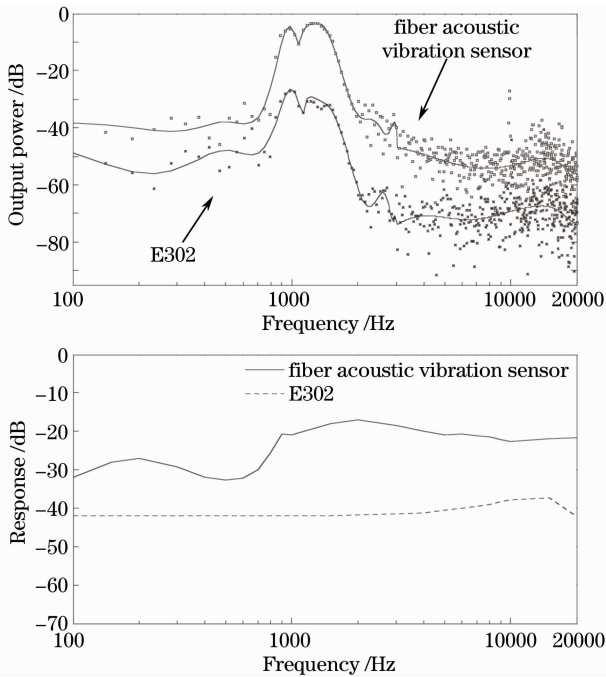 0
−20
−40
−60
−80
Output power /dB
fiber acoustic
vibration sensor
E302
100
1000
10000
20000
Frequency /Hz
0
−10
−20
−30
−40
−50
−60
−70
Response /dB
fiber acoustic vibration sensor
E302
100
1000
10000
20000
Frequency /Hz